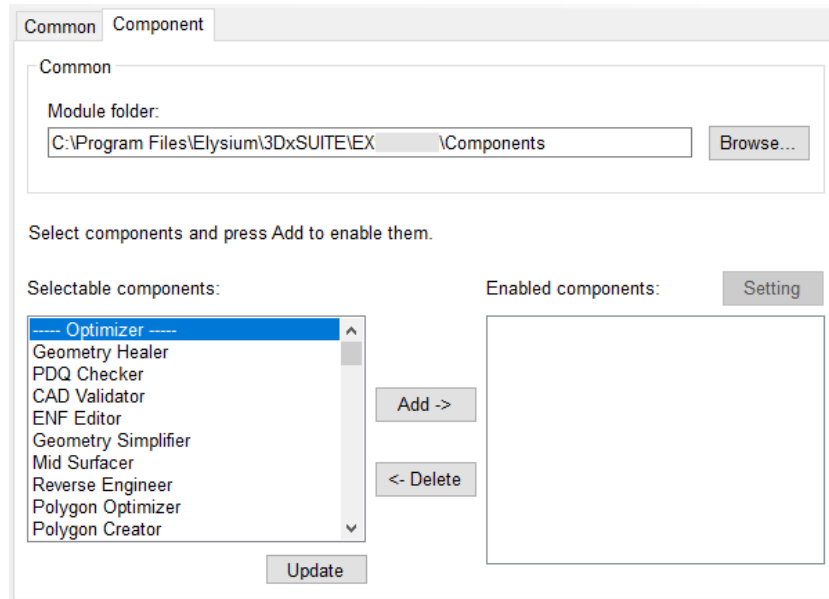 Common Component
Common
Module folder:
C:\Program Files\Elysium\3DxSUITE\EX \Components Browse...
Select components and press Add to enable them.
Selectable components: Enabled components: Setting
----- Optimizer -----
Geometry Healer
PDQ Checker
CAD Validator
ENF Editor
Geometry Simplifier
Mid Surfacer
Reverse Engineer
Polygon Optimizer
Polygon Creator
Add ->
<- Delete
Update